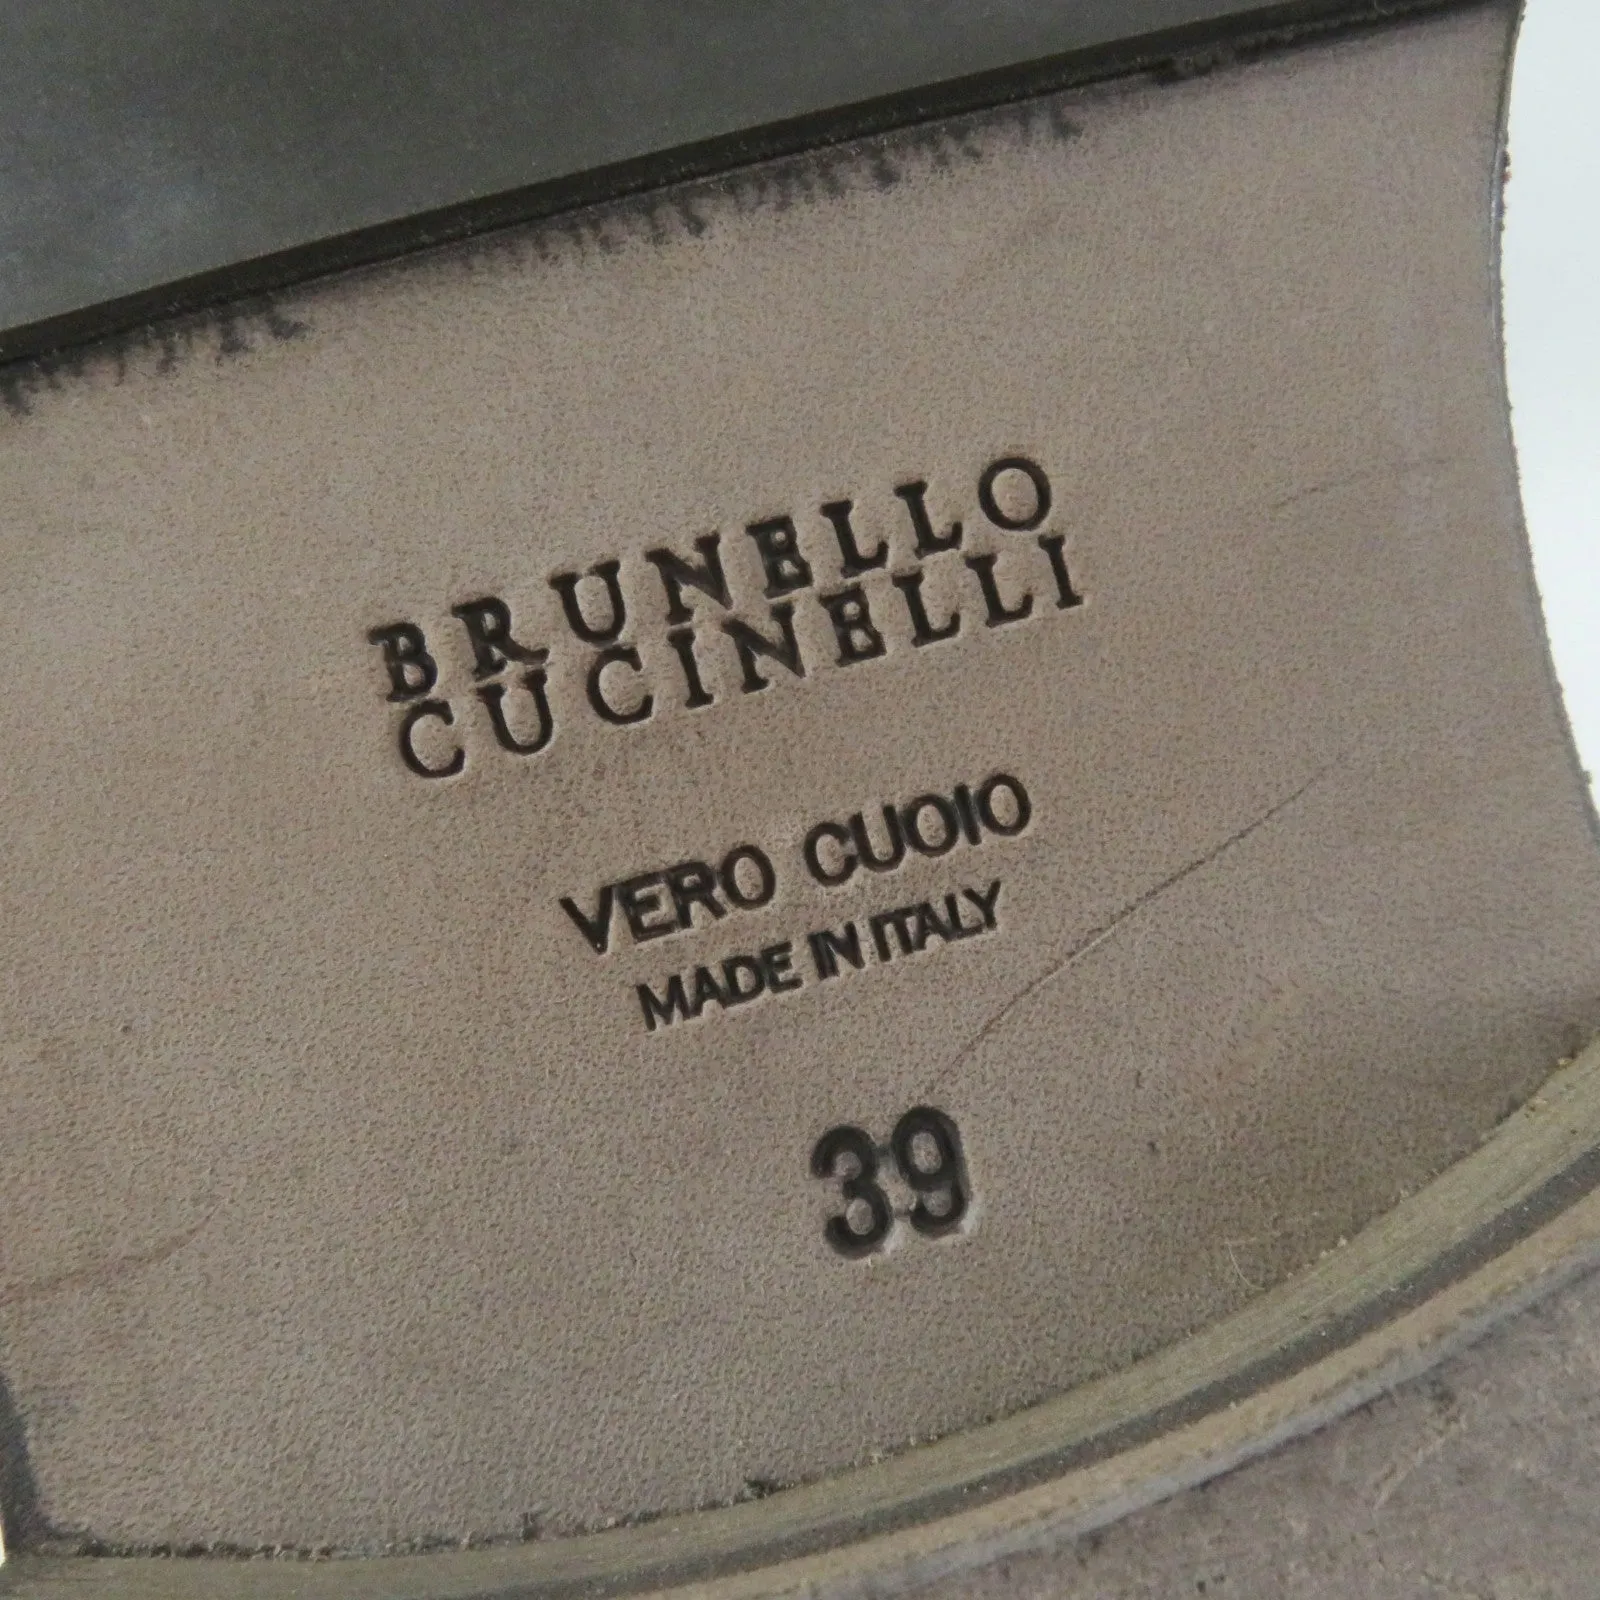 BRUNELLO
CUCINELLI
VERO CUOIO
MADE IN ITALY
39